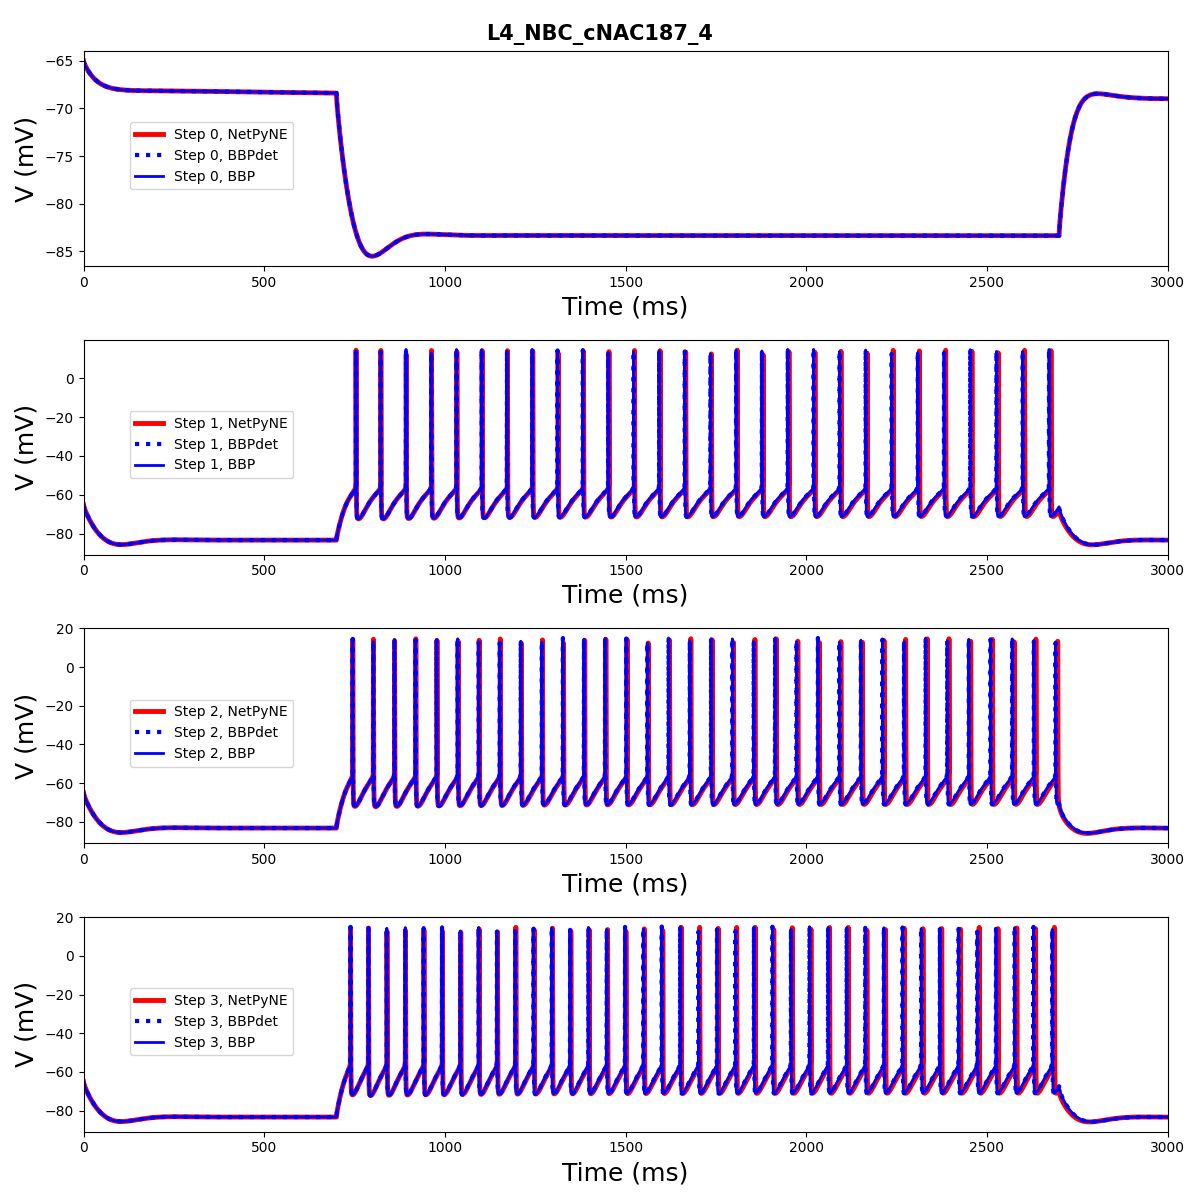 L4_NBC_cNAC187_4
−65
−70
−75
−80
−85
V (mV)
Step 0, NetPyNE
Step 0, BBPdet
Step 0, BBP
0 500 1000 1500 2000 2500 3000
Time (ms)
0
−20
−40
−60
−80
V (mV)
Step 1, NetPyNE
Step 1, BBPdet
Step 1, BBP
0 500 1000 1500 2000 2500 3000
Time (ms)
20
0
−20
−40
−60
−80
V (mV)
Step 2, NetPyNE
Step 2, BBPdet
Step 2, BBP
0 500 1000 1500 2000 2500 3000
Time (ms)
20
0
−20
−40
−60
−80
V (mV)
Step 3, NetPyNE
Step 3, BBPdet
Step 3, BBP
0 500 1000 1500 2000 2500 3000
Time (ms)